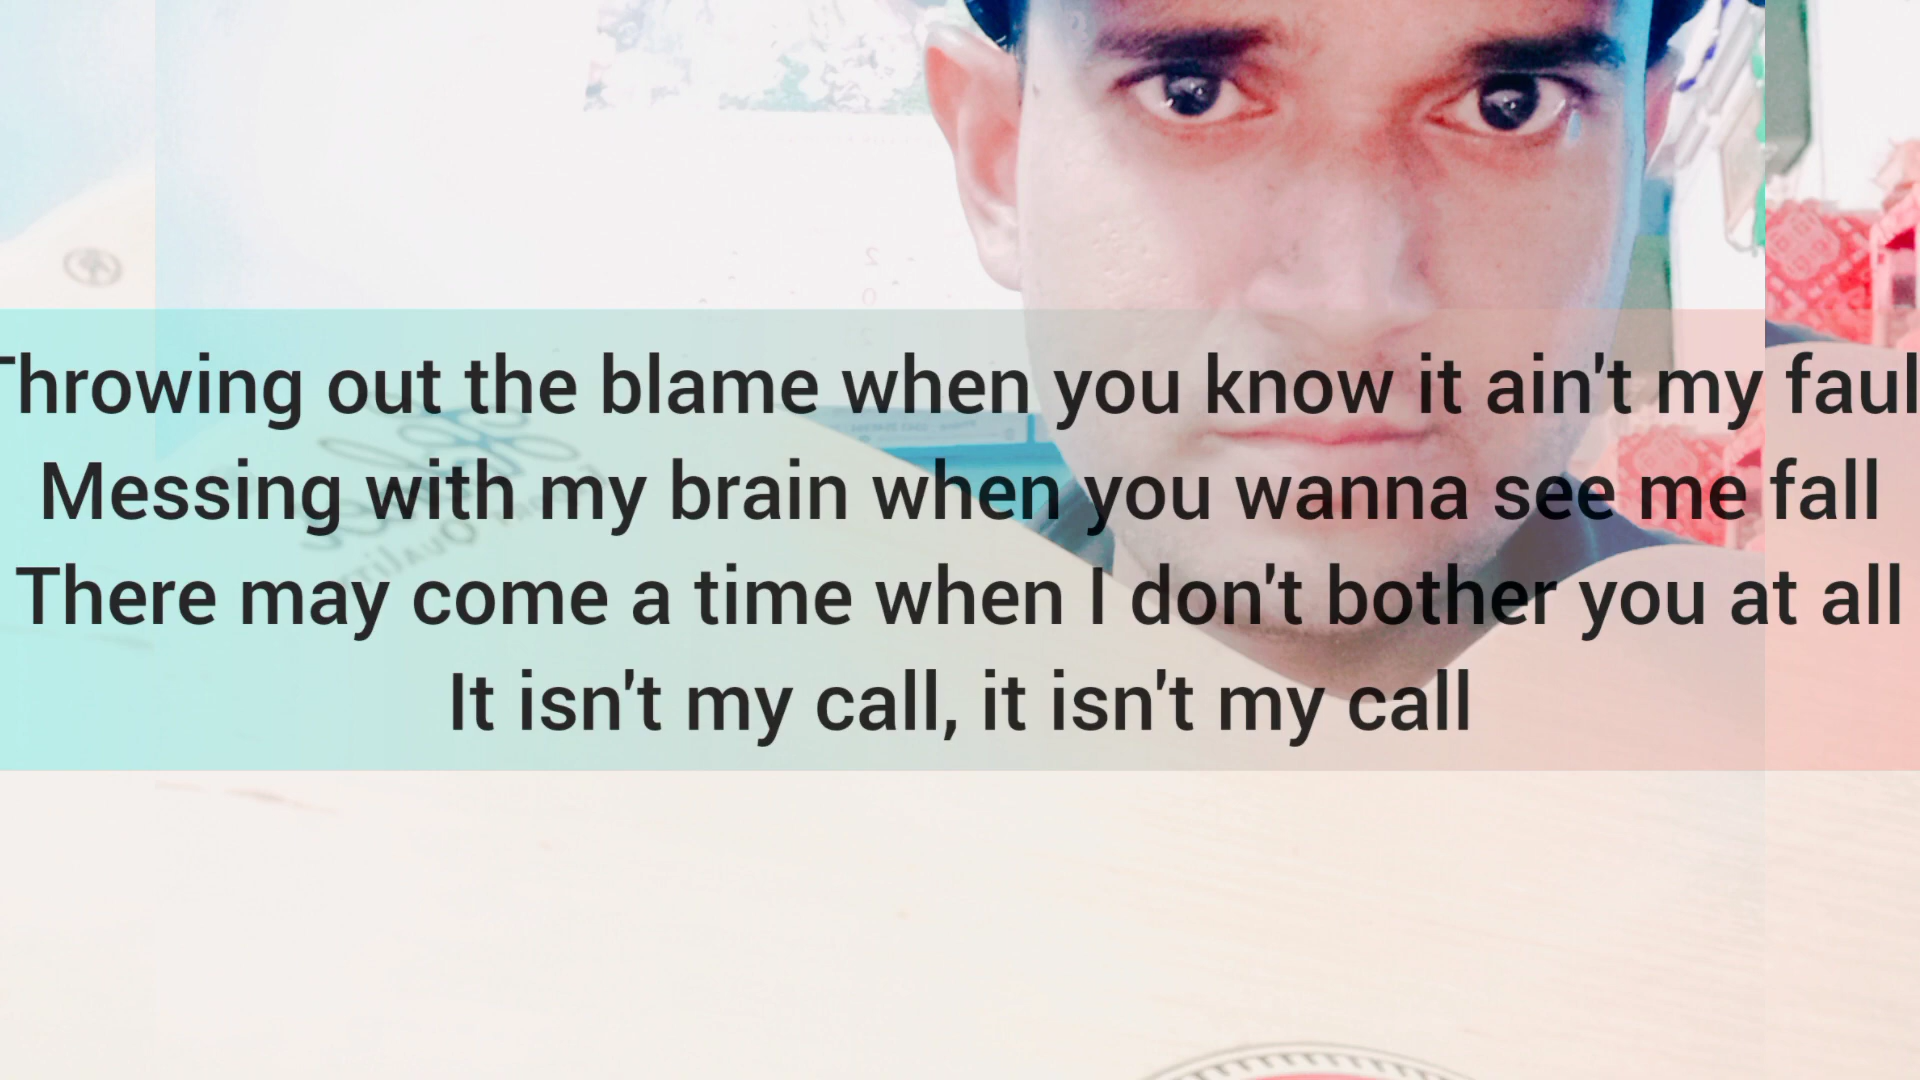 Throwing out the blame when you know it ain't my faul
Messing with my brain when you wanna see me fall
There may come a time when I don't bother you at all
It isn't my call, it isn't my call